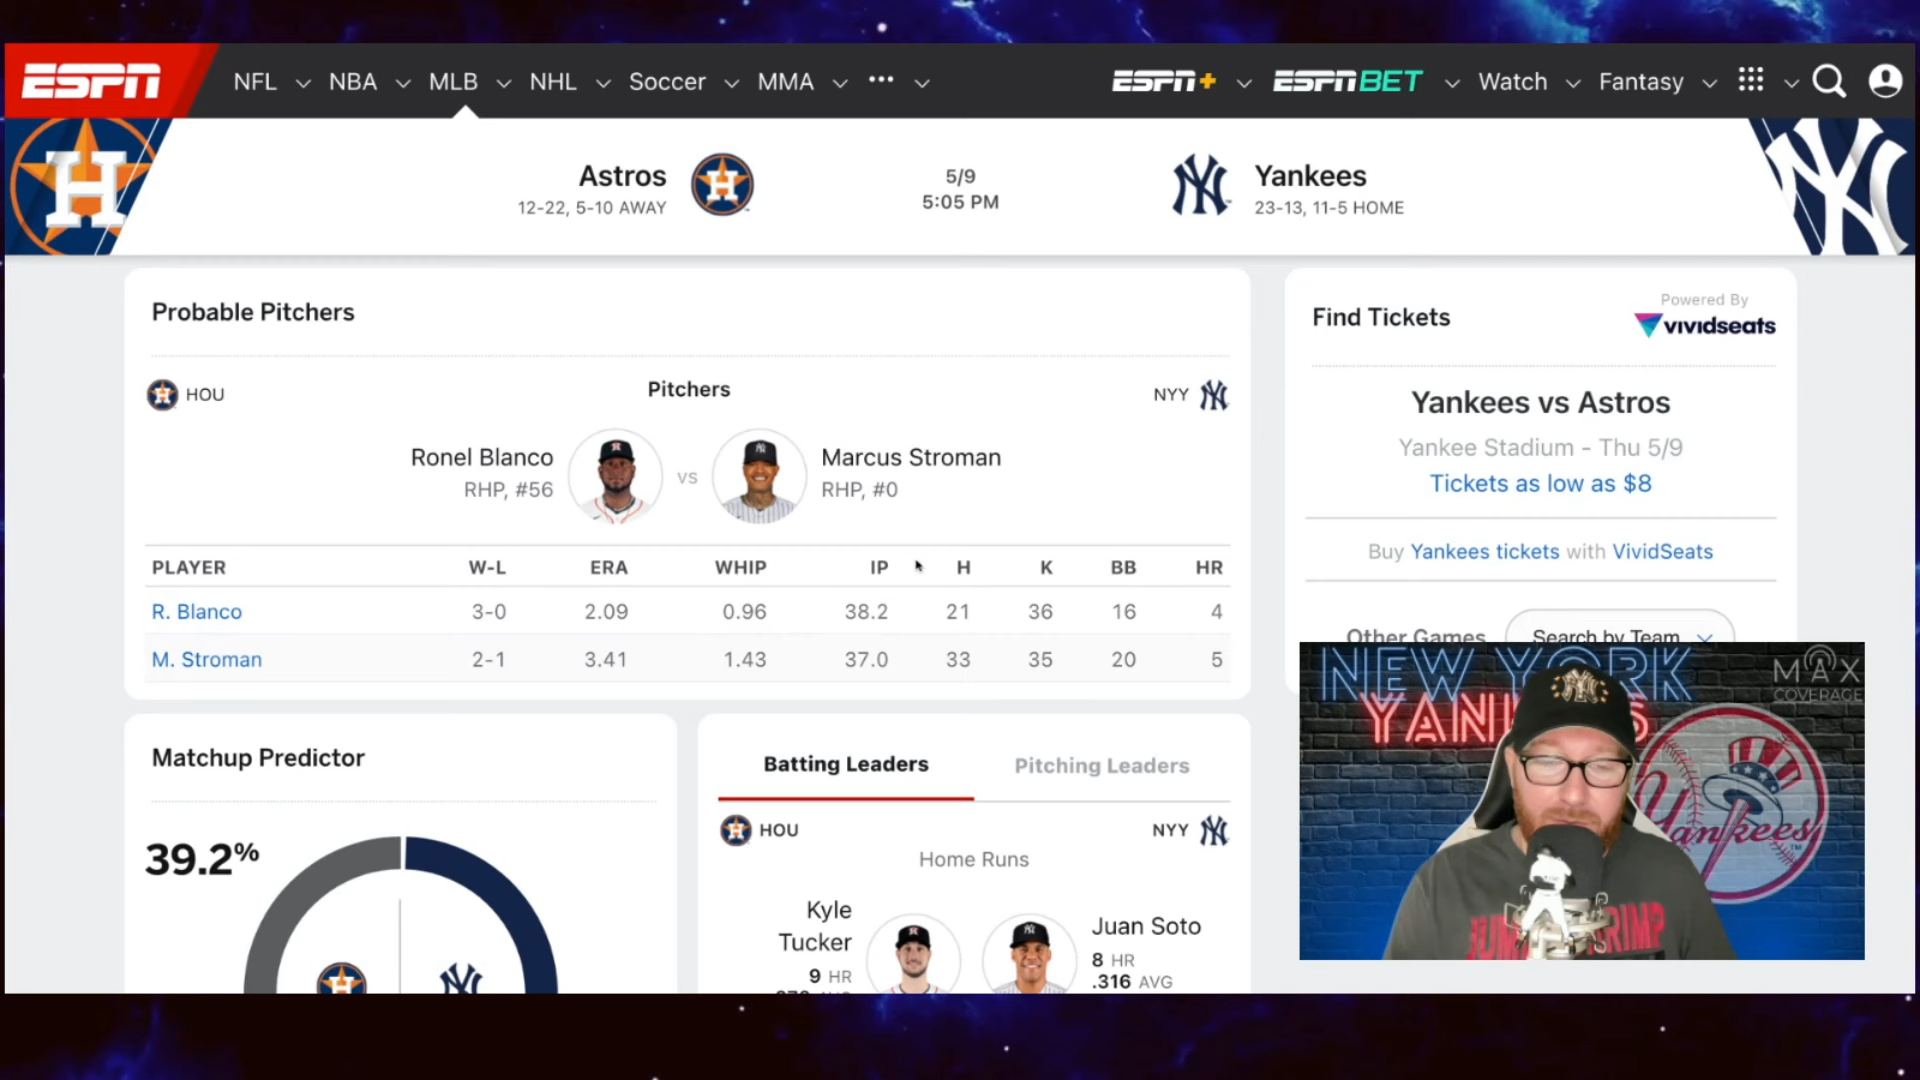 ESPN
NFL
NBA
MLB
NHL
Soccer
MMA
•••
ESPN+
ESPN BET
Watch
Fantasy
Astros
12-22, 5-10 AWAY
5/9
5:05 PM
Yankees
23-13, 11-5 HOME
Probable Pitchers
HOU
Pitchers
NYY
Ronel Blanco
RHP, #56
vs
Marcus Stroman
RHP, #0
PLAYER W-L ERA WHIP IP H K BB HR
R. Blanco 3-0 2.09 0.96 38.2 21 36 16 4
M. Stroman 2-1 3.41 1.43 37.0 33 35 20 5
Find Tickets
Powered By
vividseats
Yankees vs Astros
Yankee Stadium - Thu 5/9
Tickets as low as $8
Buy Yankees tickets with VividSeats
Other Games
Search by Team
Matchup Predictor
39.2%
Batting Leaders
Pitching Leaders
HOU
NYY
Home Runs
Kyle
Tucker
9 HR
Juan Soto
8 HR
.316 AVG
NEW YORK
MAX
COVERAGE
Yankees